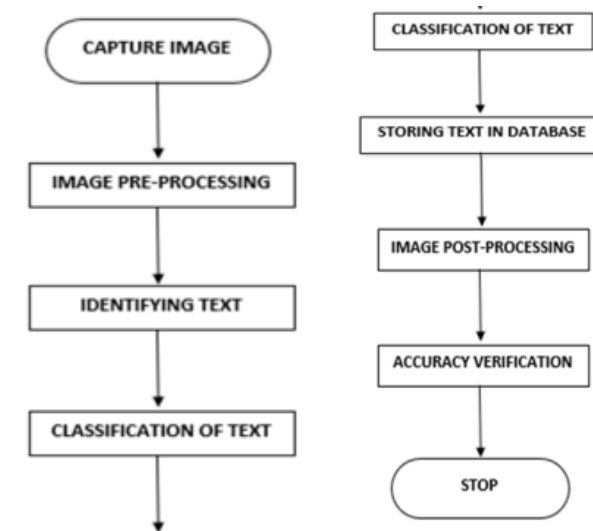 CAPTURE IMAGE
IMAGE PRE-PROCESSING
IDENTIFYING TEXT
CLASSIFICATION OF TEXT
CLASSIFICATION OF TEXT
STORING TEXT IN DATABASE
IMAGE POST-PROCESSING
ACCURACY VERIFICATION
STOP